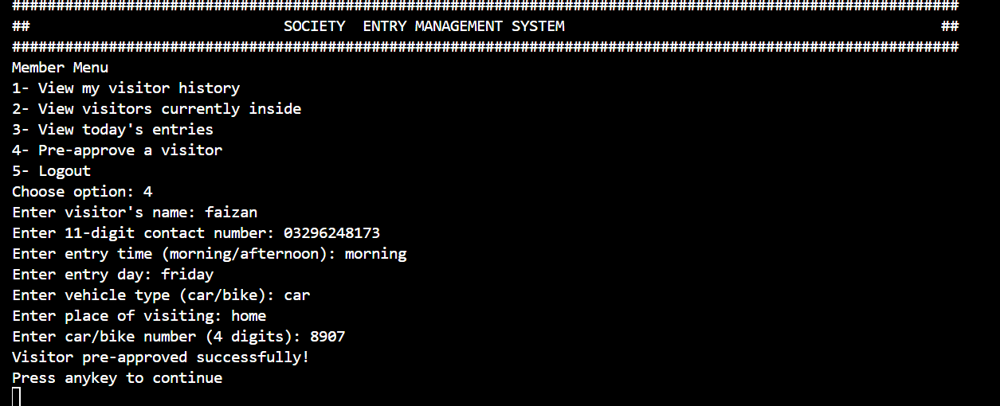 ############################################################################################################
## SOCIETY  ENTRY MANAGEMENT SYSTEM ##
############################################################################################################
Member Menu
1- View my visitor history
2- View visitors currently inside
3- View today's entries
4- Pre-approve a visitor
5- Logout
Choose option: 4
Enter visitor's name: faizan
Enter 11-digit contact number: 03296248173
Enter entry time (morning/afternoon): morning
Enter entry day: friday
Enter vehicle type (car/bike): car
Enter place of visiting: home
Enter car/bike number (4 digits): 8907
Visitor pre-approved successfully!
Press anykey to continue